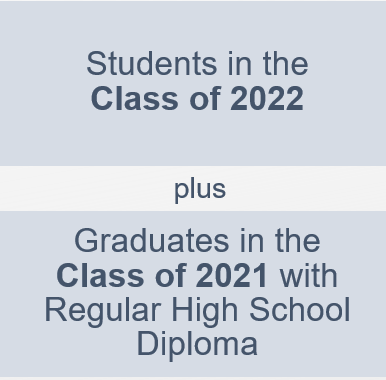 Students in the
Class of 2022
plus
Graduates in the
Class of 2021 with
Regular High School
Diploma